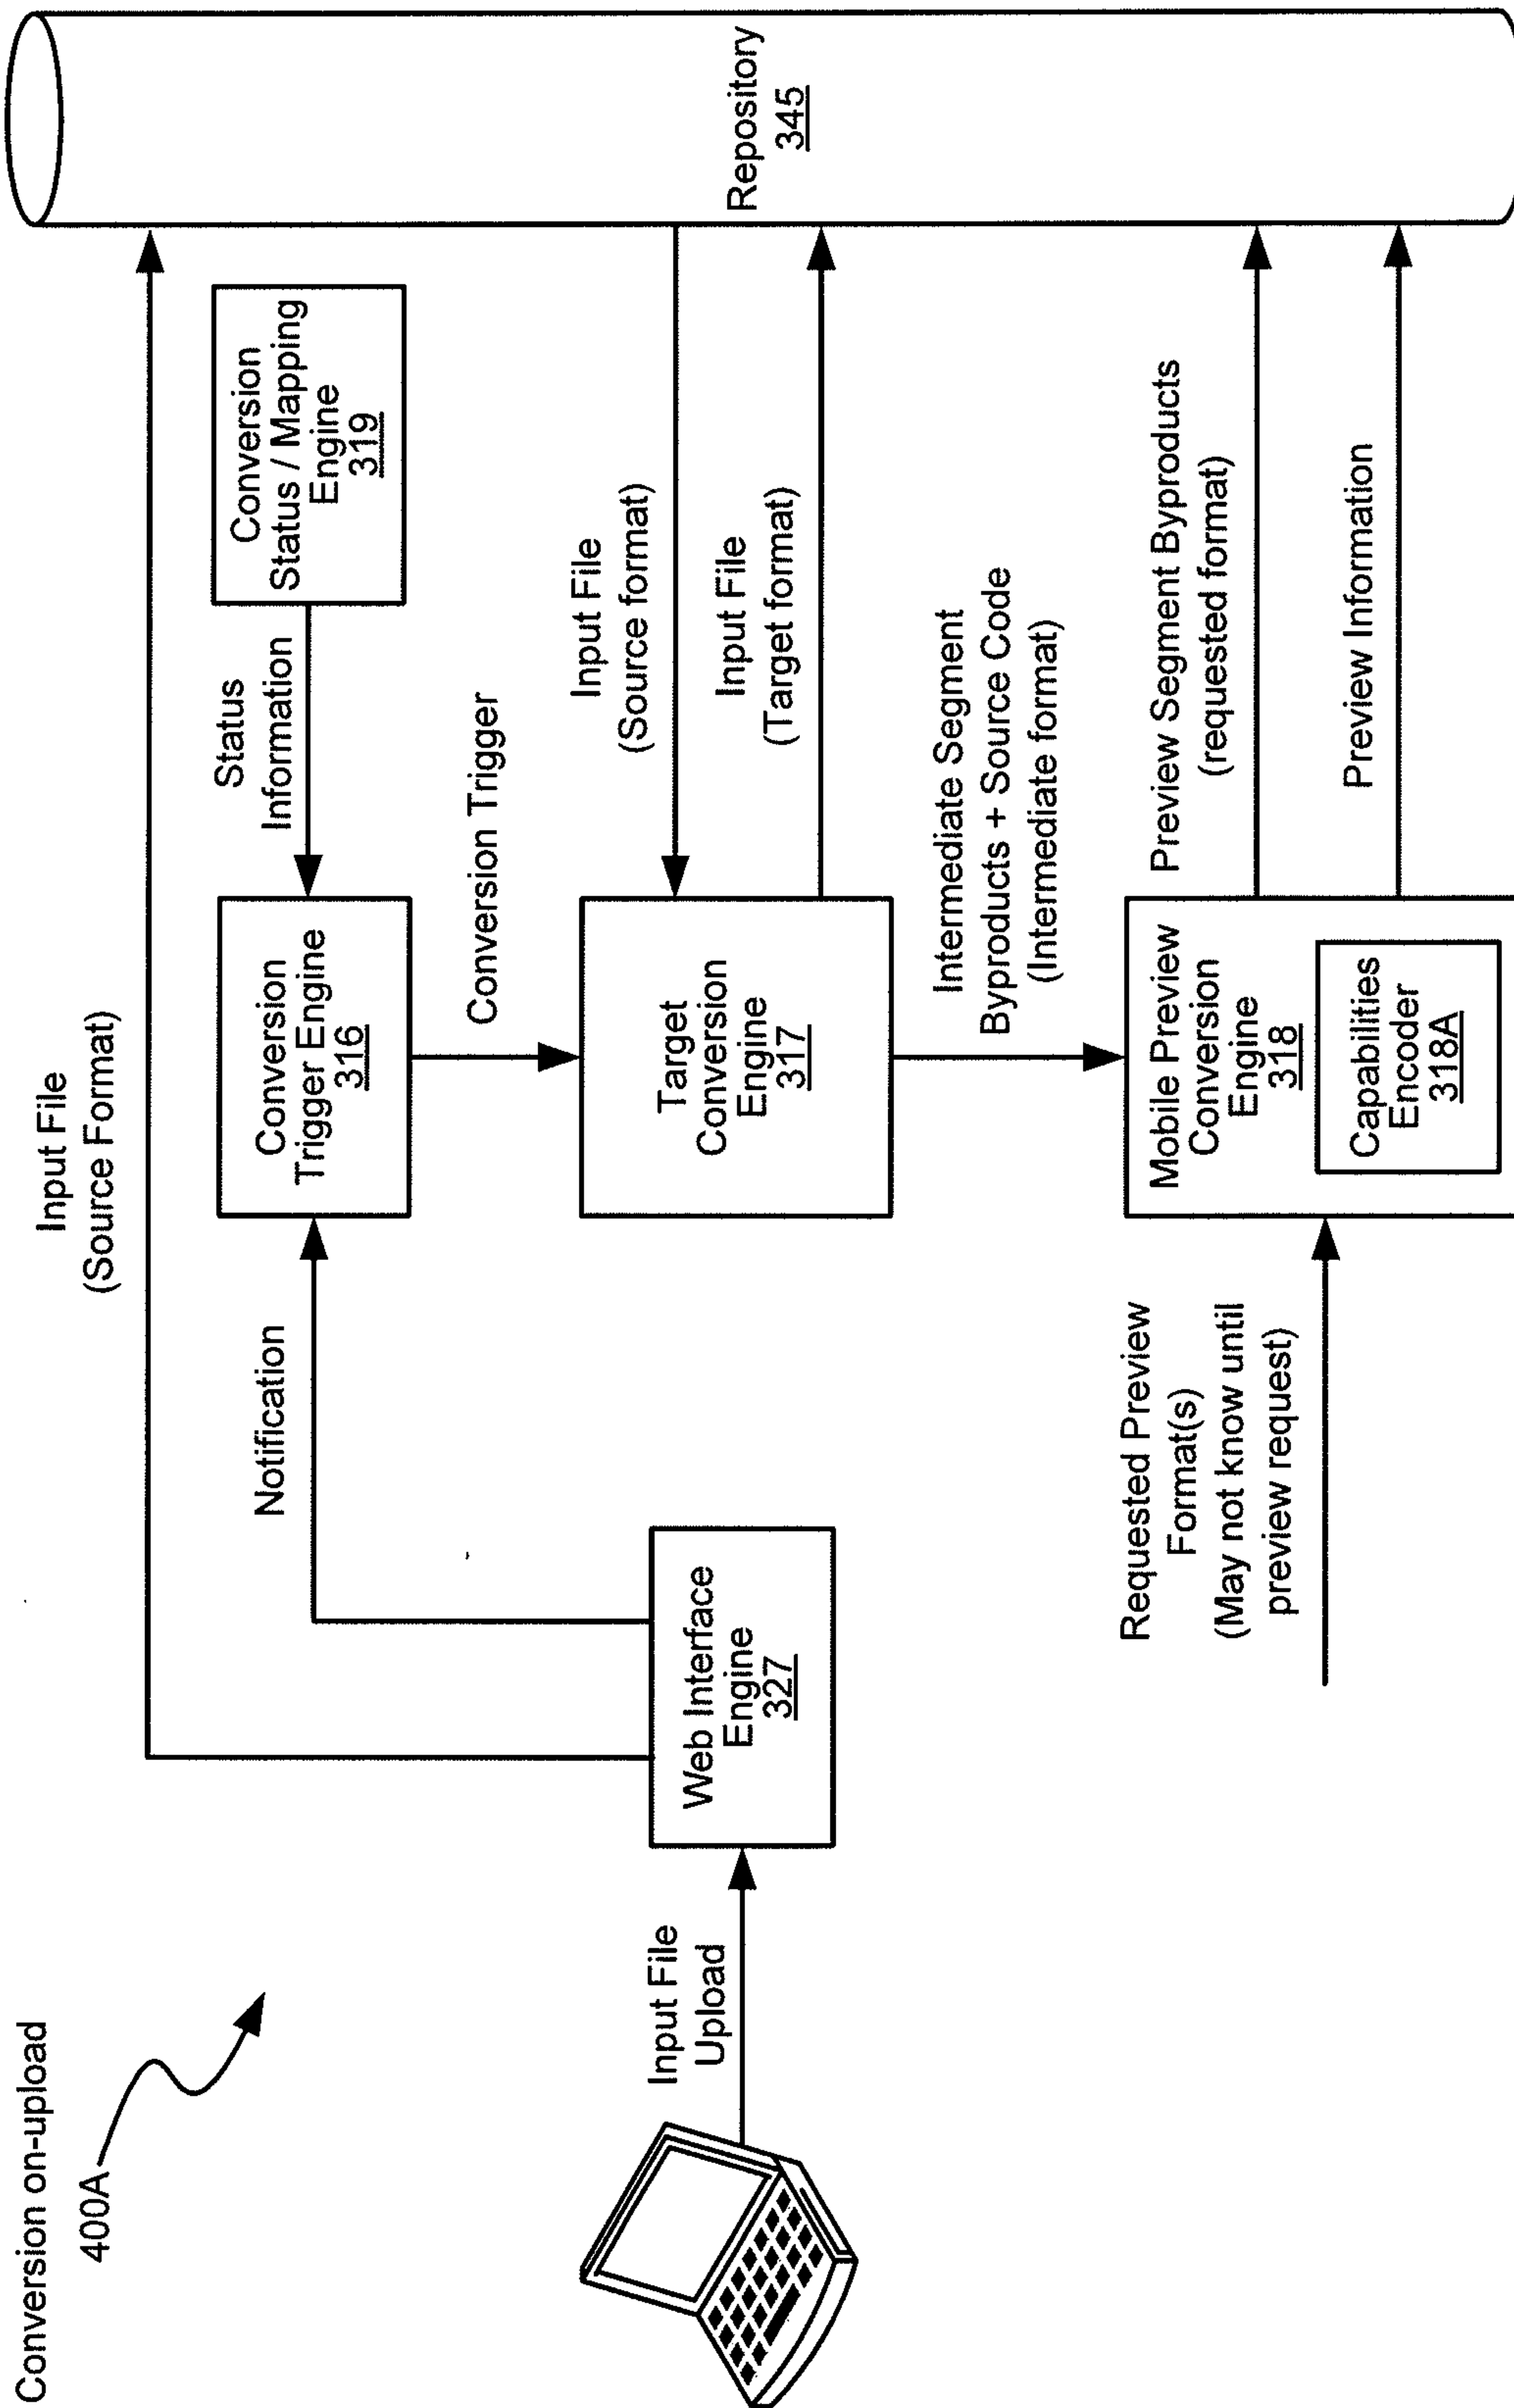 Conversion on-upload
400A
Input File
(Source Format)
Conversion
Status / Mapping
Engine
319
Status
Information
Conversion
Trigger Engine
316
Notification
Conversion Trigger
Repository
345
Input File
(Source format)
Input File
(Target format)
Target
Conversion
Engine
317
Web Interface
Engine
327
Input File
Upload
Intermediate Segment
Byproducts + Source Code
(Intermediate format)
Mobile Preview
Conversion
Engine
318
Capabilities
Encoder
318A
Requested Preview
Format(s)
(May not know until
preview request)
Preview Segment Byproducts
(requested format)
Preview Information